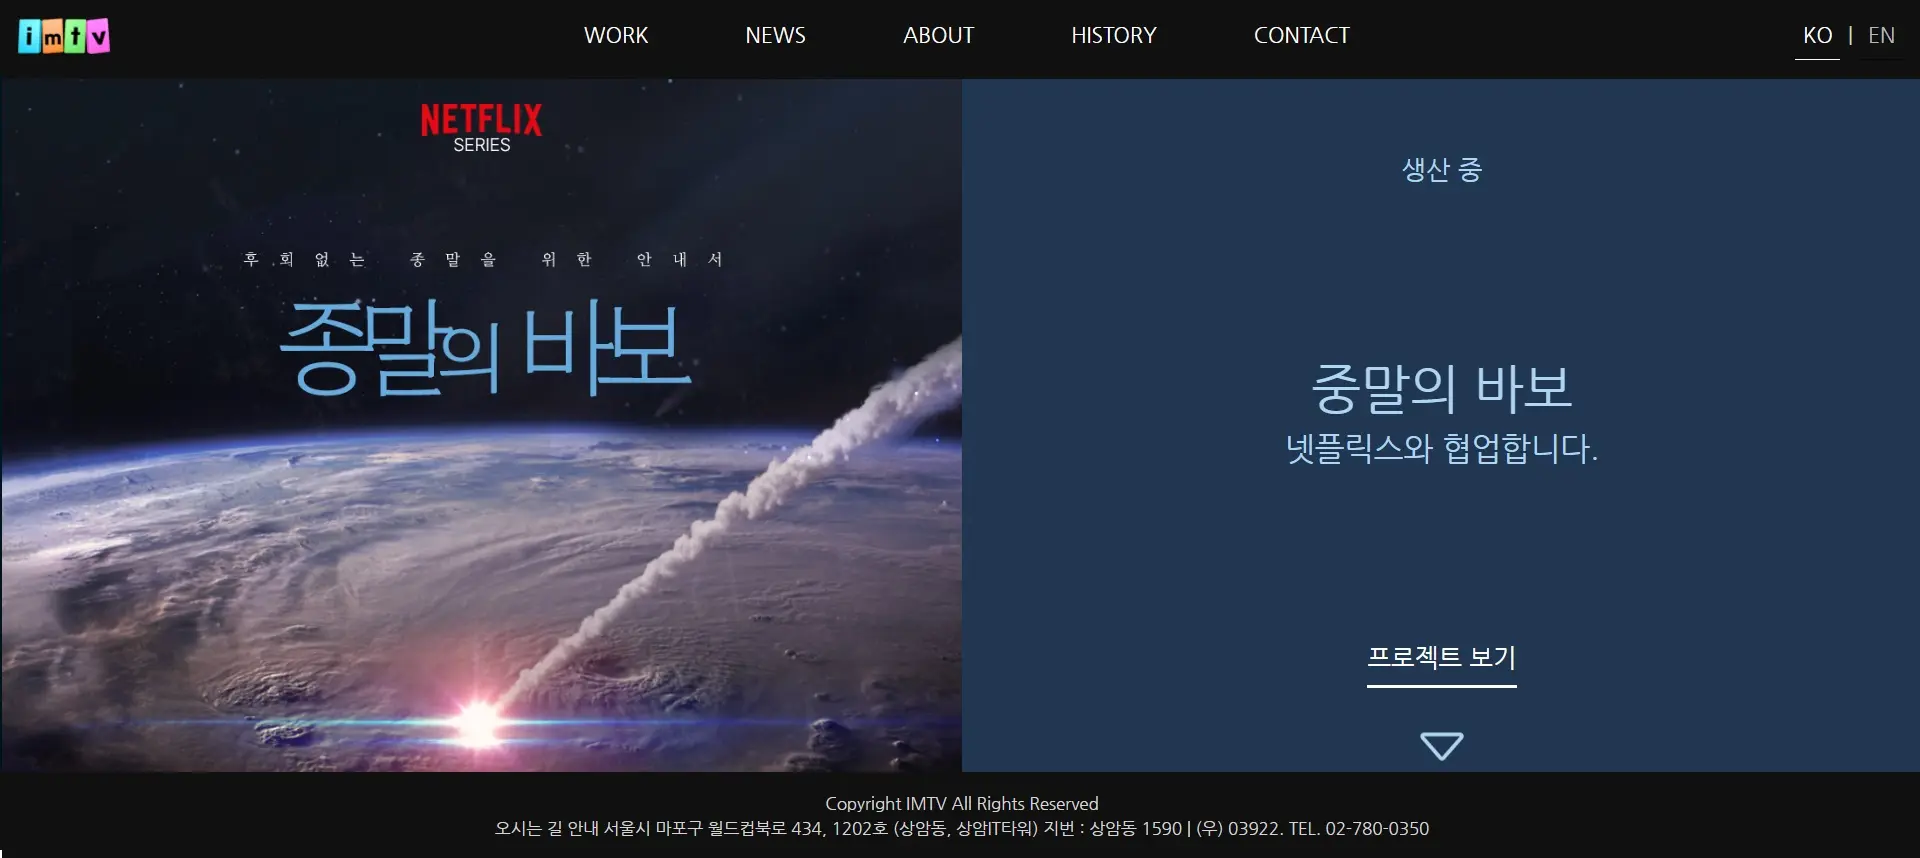 imtv
WORK NEWS ABOUT HISTORY CONTACT KO | EN
NETFLIX
SERIES
후회없는 종말을 위한 안내서
종말의 바보
생산 중
중말의 바보
넷플릭스와 협업합니다.
프로젝트 보기
Copyright IMTV All Rights Reserved
오시는 길 안내 서울시 마포구 월드컵북로 434, 1202호 (상암동, 상암IT타워) 지번 : 상암동 1590 | (우) 03922. TEL. 02-780-0350